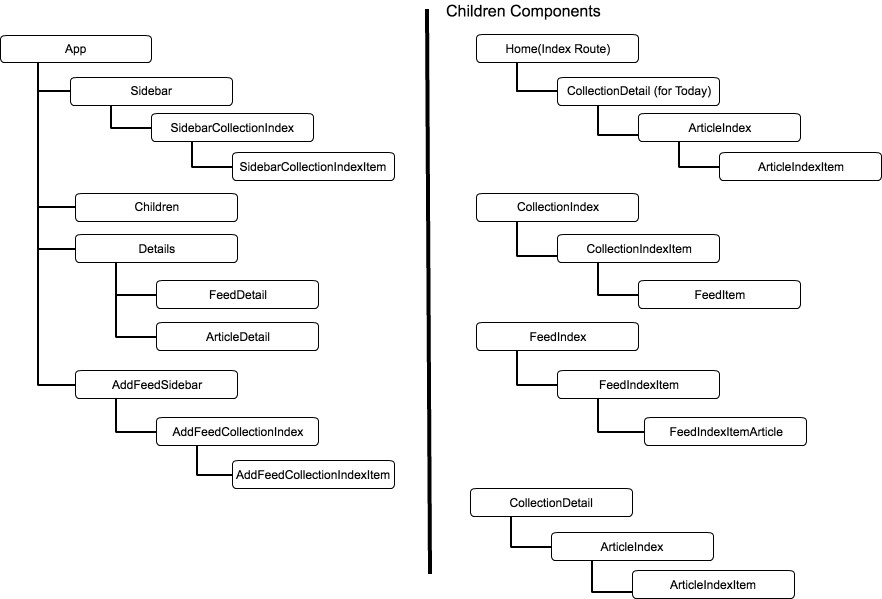 Children Components
App
Sidebar
SidebarCollectionIndex
SidebarCollectionIndexItem
Children
Details
FeedDetail
ArticleDetail
AddFeedSidebar
AddFeedCollectionIndex
AddFeedCollectionIndexItem
Home(Index Route)
CollectionDetail (for Today)
ArticleIndex
ArticleIndexItem
CollectionIndex
CollectionIndexItem
FeedItem
FeedIndex
FeedIndexItem
FeedIndexItemArticle
CollectionDetail
ArticleIndex
ArticleIndexItem